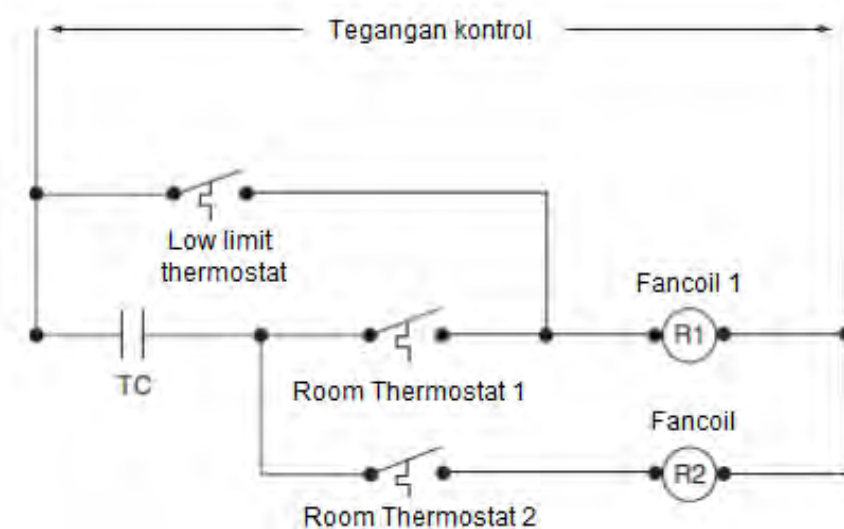 Tegangan kontrol
Low limit
thermostat
Fancoil 1
R1
TC
Room Thermostat 1
Fancoil
R2
Room Thermostat 2